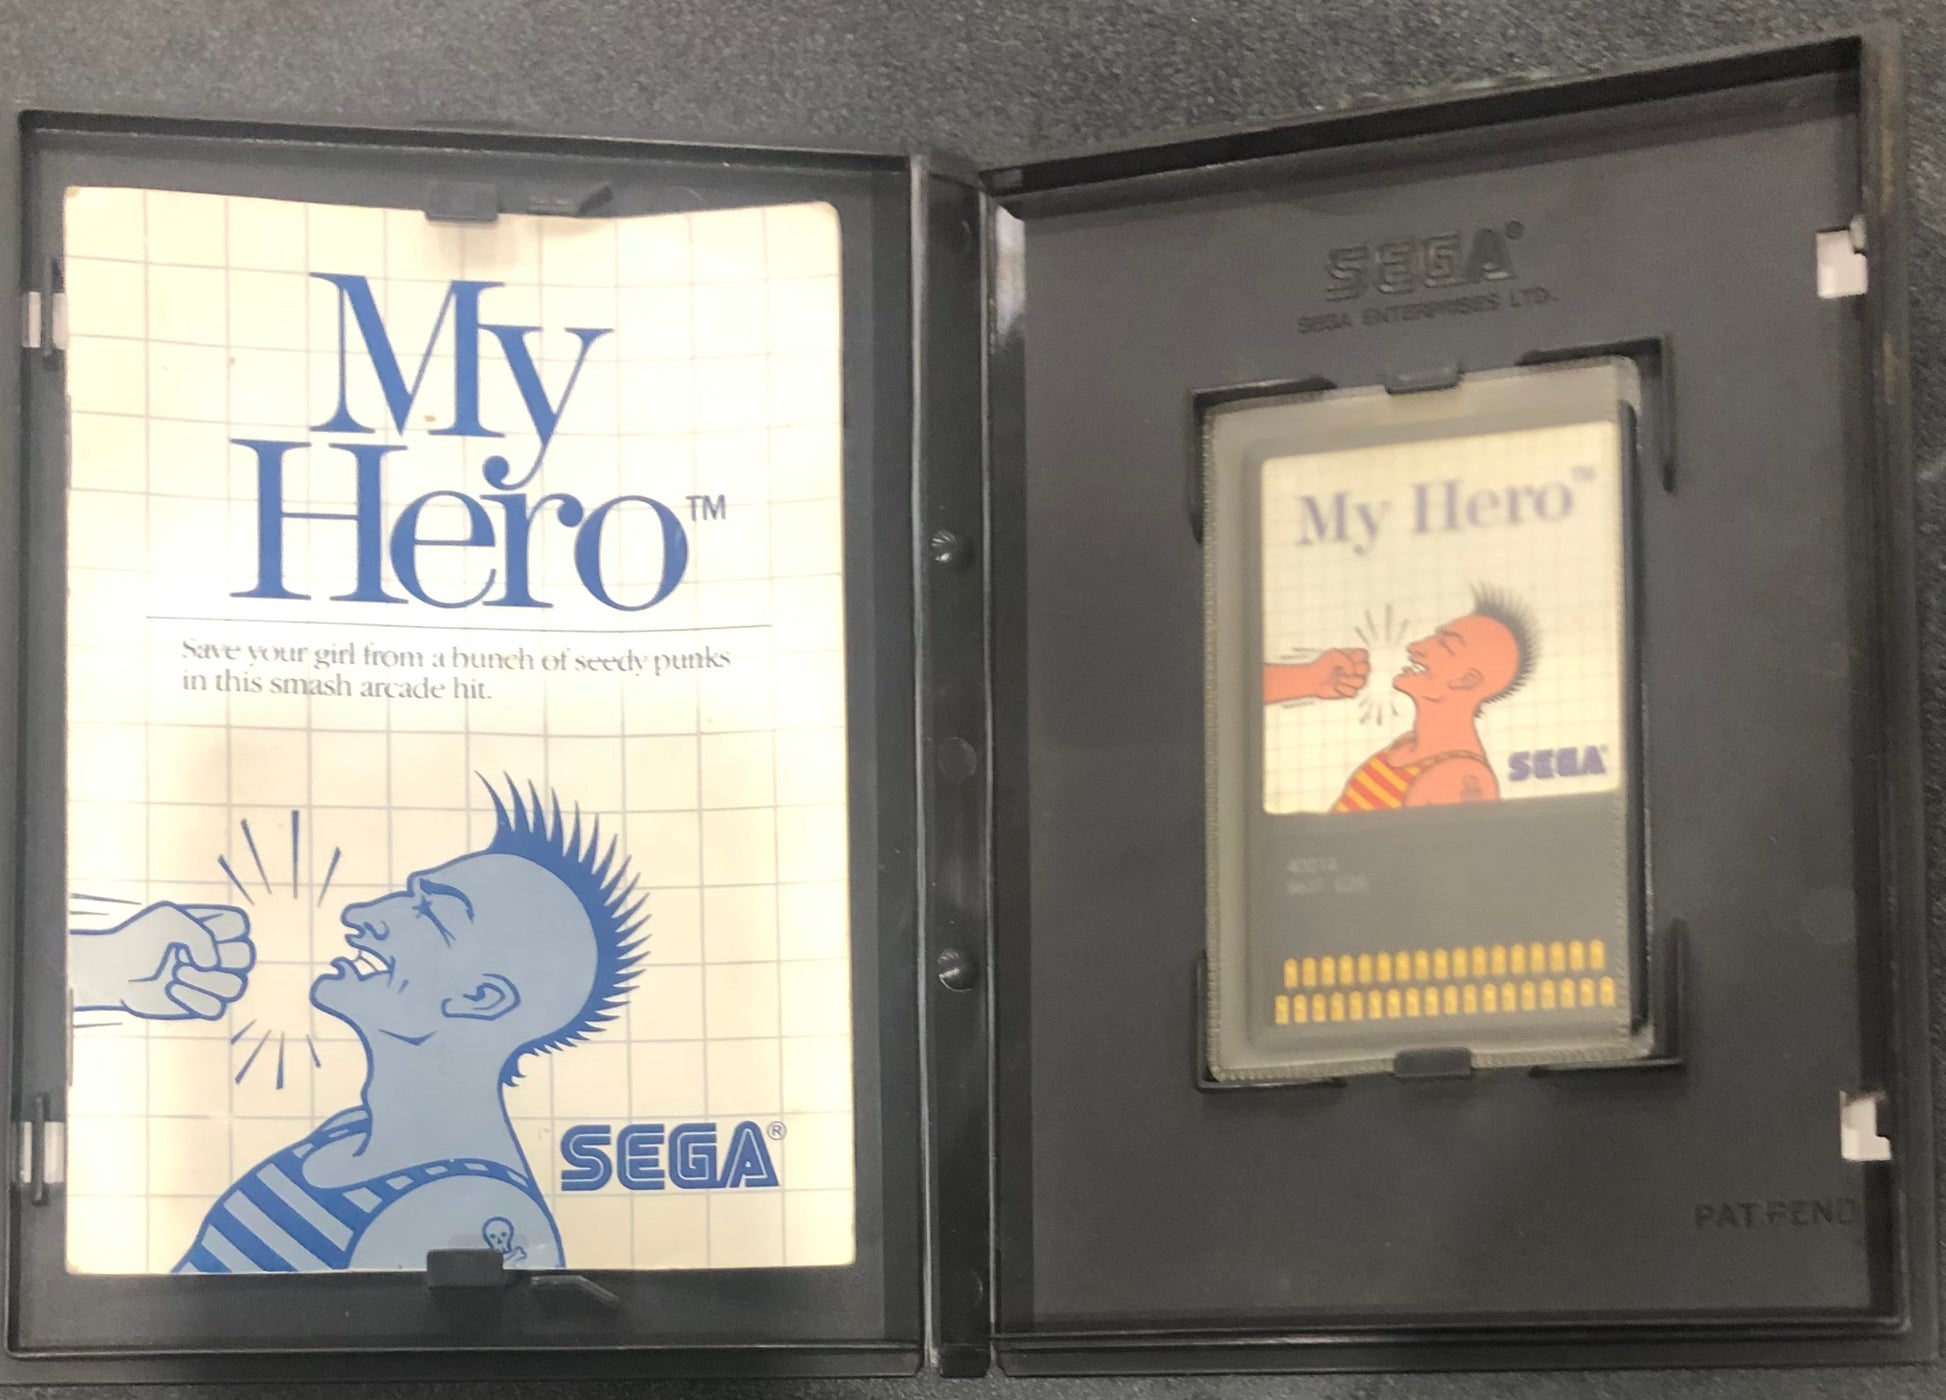 My
Hero™
Save your girl from a bunch of seedy punks
in this smash arcade hit.
SEGA®
SEGA®
SEGA ENTERPRISES LTD.
My Hero™
SEGA®
PAT.PEND